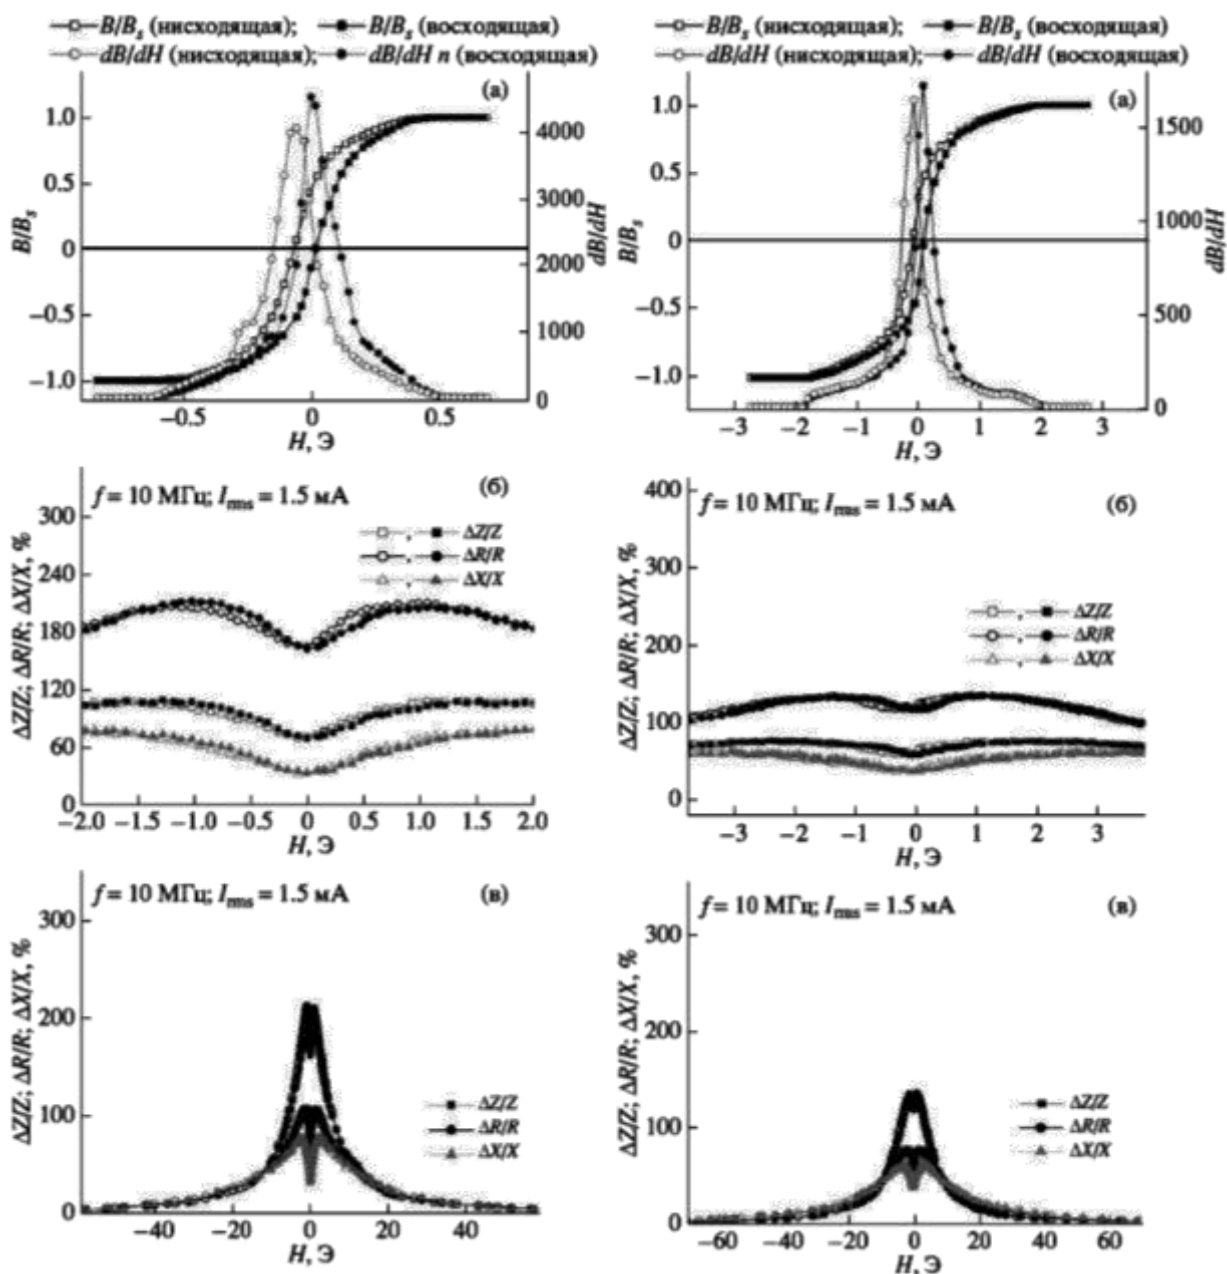 B/Bₛ (нисходящая); B/Bₛ (восходящая)
dB/dH (нисходящая); dB/dH n (восходящая)
(а)
1.0
0.5
0
−0.5
−1.0
B/Bₛ
4000
3000
2000
1000
0
dB/dH
−0.5 0 0.5
H, Э
B/Bₛ (нисходящая); B/Bₛ (восходящая)
dB/dH (нисходящая); dB/dH (восходящая)
(а)
1.0
0.5
0
−0.5
−1.0
B/Bₛ
1500
1000
500
0
dB/dH
−3 −2 −1 0 1 2 3
H, Э
f = 10 МГц; Iᵣₘₛ = 1.5 мА (б)
300
240
180
120
60
0
ΔZ/Z; ΔR/R; ΔX/X, %
, ΔZ/Z
, ΔR/R
, ΔX/X
−2.0 −1.5 −1.0 −0.5 0 0.5 1.0 1.5 2.0
H, Э
f = 10 МГц; Iᵣₘₛ = 1.5 мА (б)
400
300
200
100
0
ΔZ/Z; ΔR/R; ΔX/X, %
, ΔZ/Z
, ΔR/R
, ΔX/X
−3 −2 −1 0 1 2 3
H, Э
f = 10 МГц; Iᵣₘₛ = 1.5 мА (в)
300
200
100
0
ΔZ/Z; ΔR/R; ΔX/X, %
ΔZ/Z
ΔR/R
ΔX/X
−40 −20 0 20 40
H, Э
f = 10 МГц; Iᵣₘₛ = 1.5 мА (в)
300
200
100
0
ΔZ/Z; ΔR/R; ΔX/X, %
ΔZ/Z
ΔR/R
ΔX/X
−60 −40 −20 0 20 40 60
H, Э